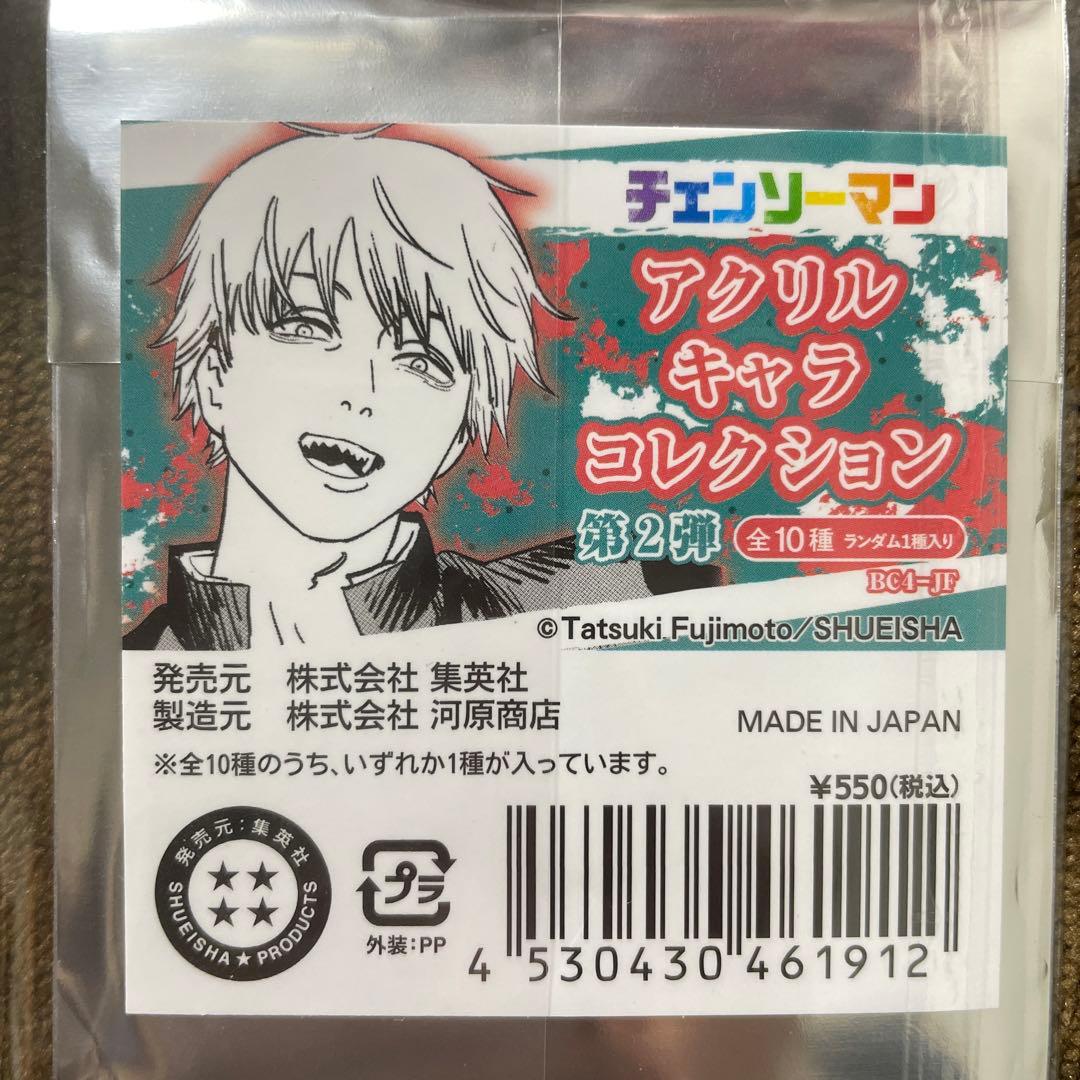 チェンソーマン
アクリル
キャラ
コレクション
第2弾 全10種 ランダム1種入り
BC4-JF
©Tatsuki Fujimoto/SHUEISHA
発売元 株式会社 集英社
製造元 株式会社 河原商店
MADE IN JAPAN
※全10種のうち、いずれか1種が入っています。
¥550(税込)
発売元:集英社
SHUEISHA★PRODUCTS
プラ
外装:PP
4 530430 461912